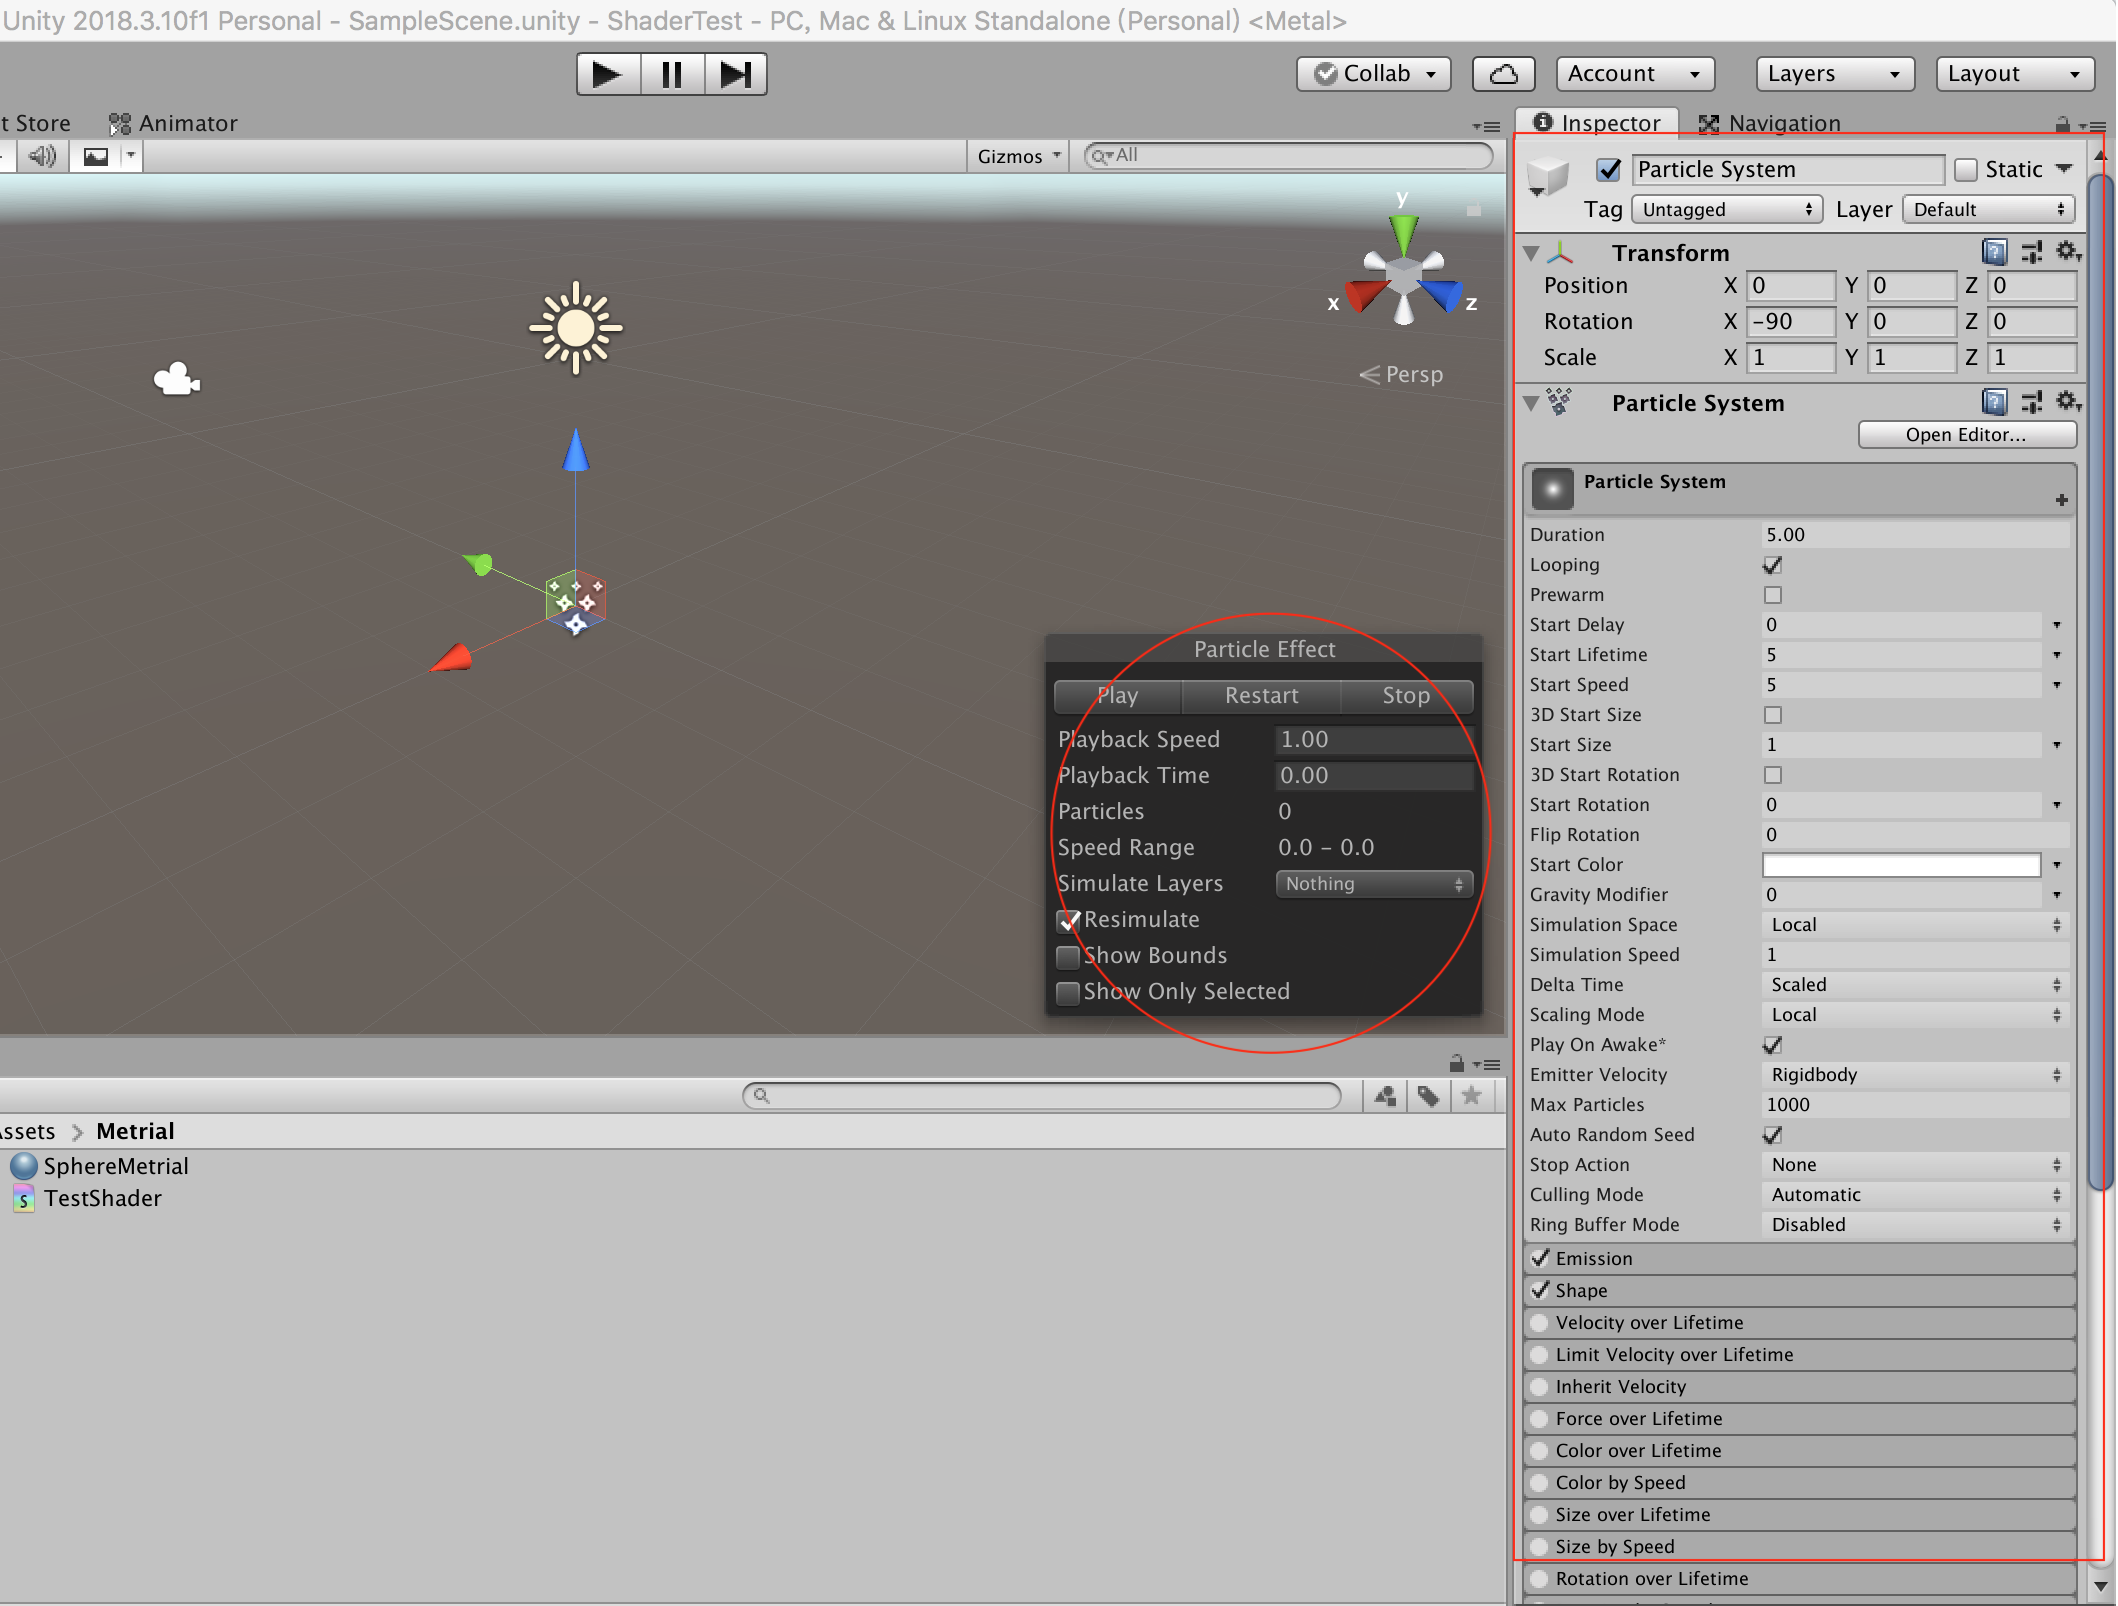 Unity 2018.3.10f1 Personal - SampleScene.unity - ShaderTest - PC, Mac & Linux Standalone (Personal) <Metal>
Collab Account Layers Layout
t Store Animator
Gizmos All
y
x z
Persp
Particle Effect
Play Restart Stop
Playback Speed 1.00
Playback Time 0.00
Particles 0
Speed Range 0.0 - 0.0
Simulate Layers Nothing
Resimulate
Show Bounds
Show Only Selected
ssets > Metrial
SphereMetrial
TestShader
Inspector Navigation
Particle System Static
Tag Untagged Layer Default
Transform
Position X 0 Y 0 Z 0
Rotation X -90 Y 0 Z 0
Scale X 1 Y 1 Z 1
Particle System
Open Editor...
Particle System
Duration 5.00
Looping
Prewarm
Start Delay 0
Start Lifetime 5
Start Speed 5
3D Start Size
Start Size 1
3D Start Rotation
Start Rotation 0
Flip Rotation 0
Start Color
Gravity Modifier 0
Simulation Space Local
Simulation Speed 1
Delta Time Scaled
Scaling Mode Local
Play On Awake*
Emitter Velocity Rigidbody
Max Particles 1000
Auto Random Seed
Stop Action None
Culling Mode Automatic
Ring Buffer Mode Disabled
Emission
Shape
Velocity over Lifetime
Limit Velocity over Lifetime
Inherit Velocity
Force over Lifetime
Color over Lifetime
Color by Speed
Size over Lifetime
Size by Speed
Rotation over Lifetime